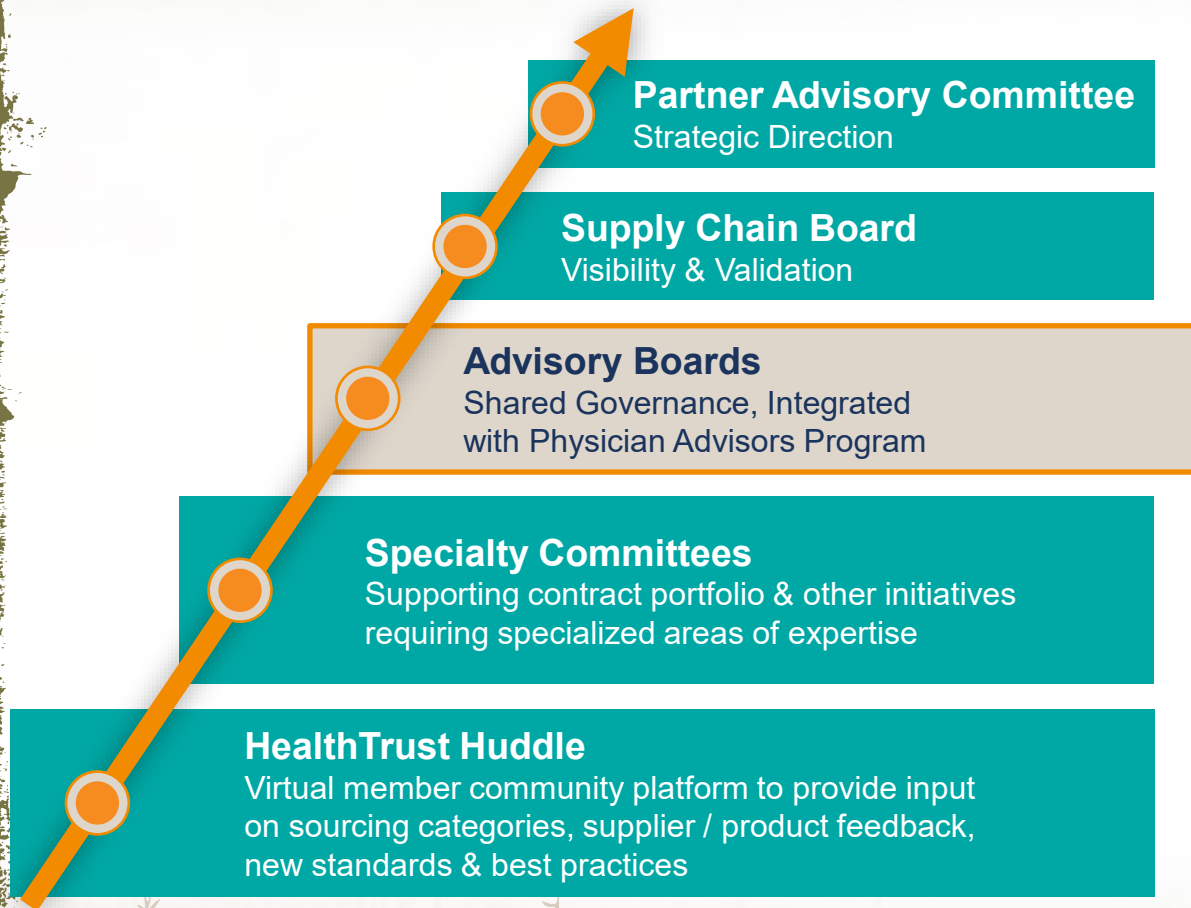 Partner Advisory Committee
Strategic Direction
Supply Chain Board
Visibility & Validation
Advisory Boards
Shared Governance, Integrated
with Physician Advisors Program
Specialty Committees
Supporting contract portfolio & other initiatives
requiring specialized areas of expertise
HealthTrust Huddle
Virtual member community platform to provide input
on sourcing categories, supplier / product feedback,
new standards & best practices